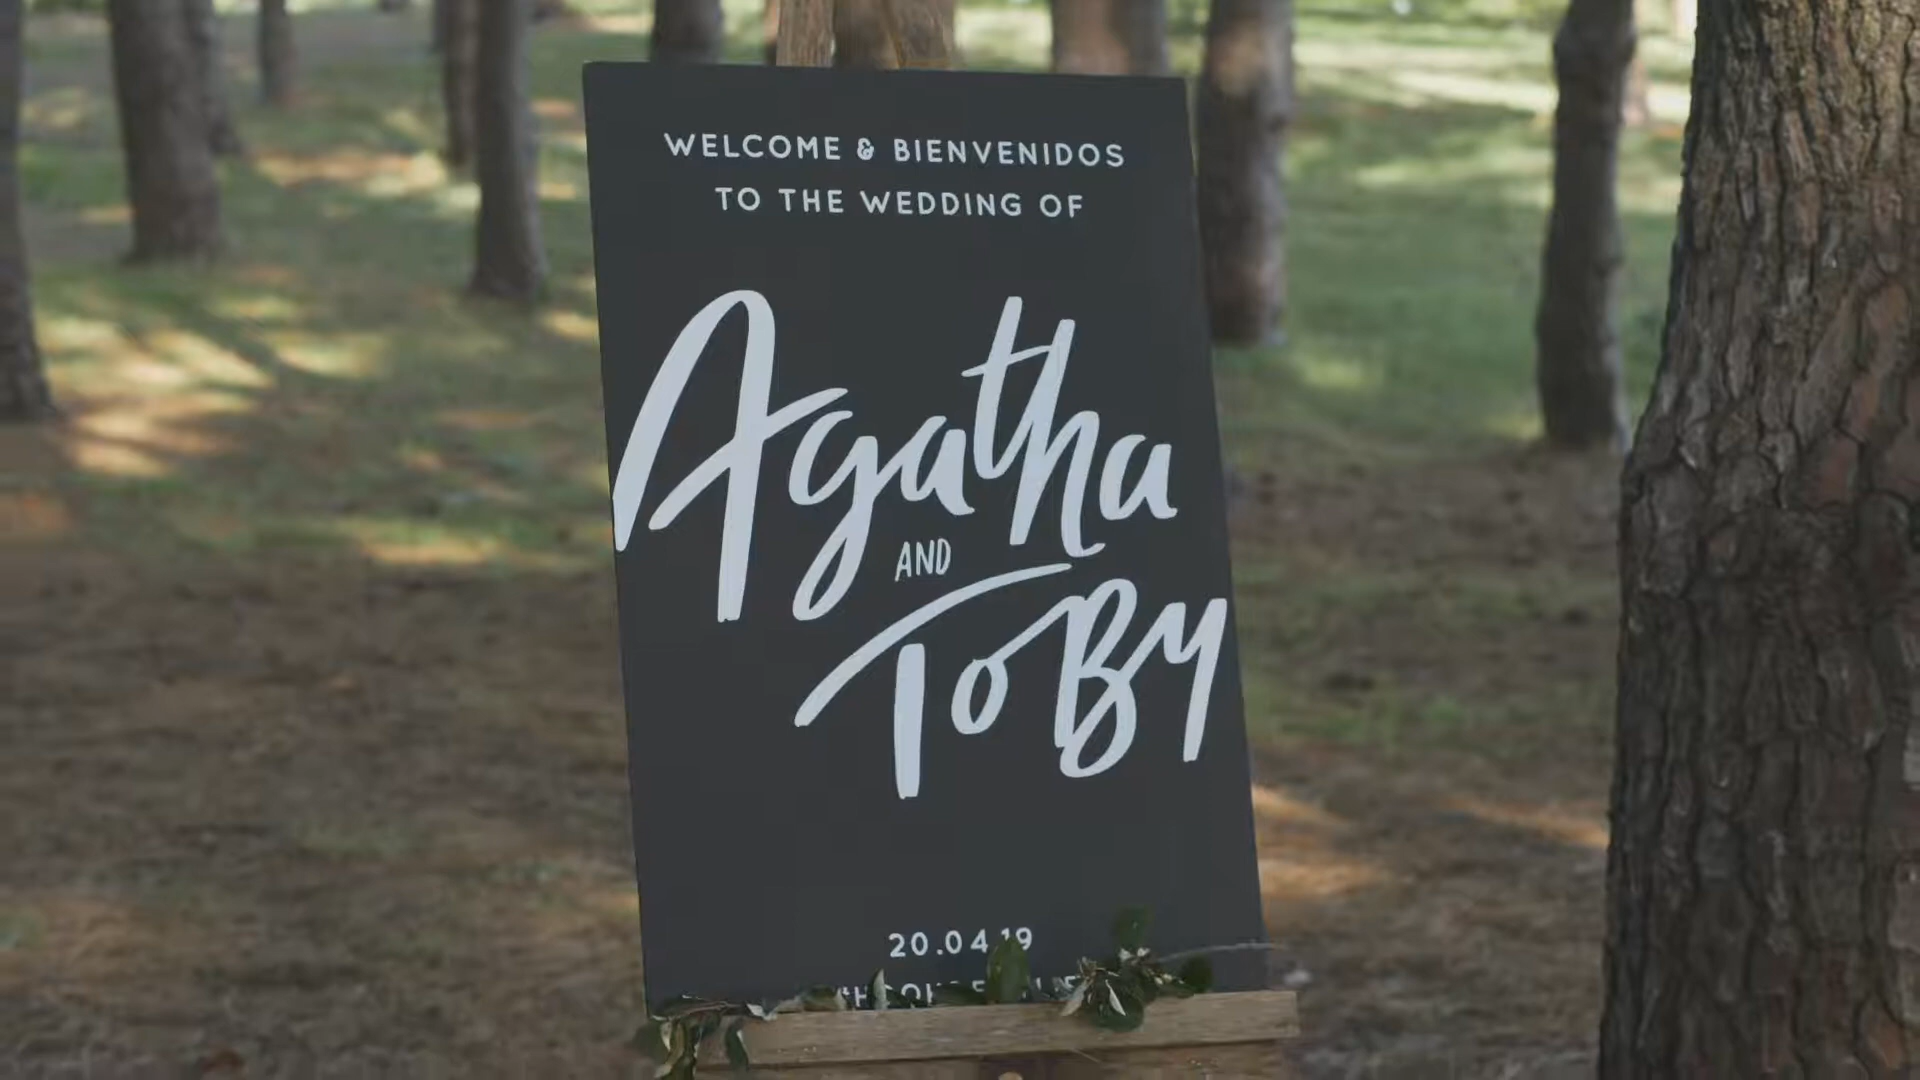 WELCOME & BIENVENIDOS
TO THE WEDDING OF
Agatha
AND
ToBy
20.04.19